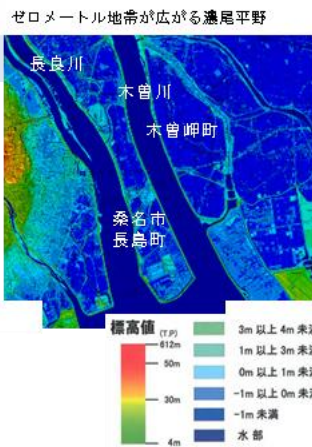 ゼロメートル地帯が広がる濃尾平野
長良川
木曽川
木曽岬町
桑名市
長島町
標高値 (T.P)
612m
50m
30m
4m
3m 以上 4m 未満
1m 以上 3m 未満
0m 以上 1m 未満
-1m 以上 0m 未満
-1m 未満
水 部